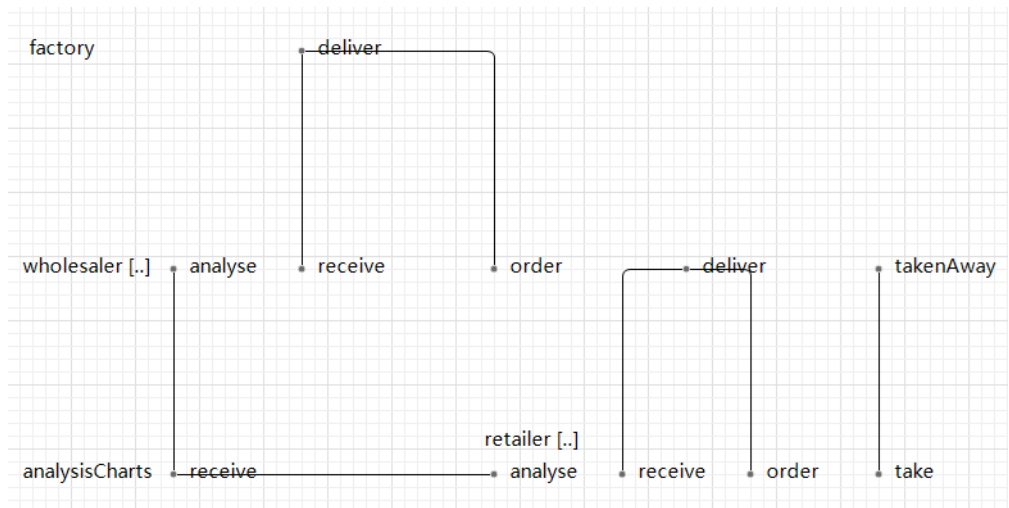 factory deliver
wholesaler [..] analyse receive order deliver takenAway
retailer [..]
analysisCharts receive analyse receive order take